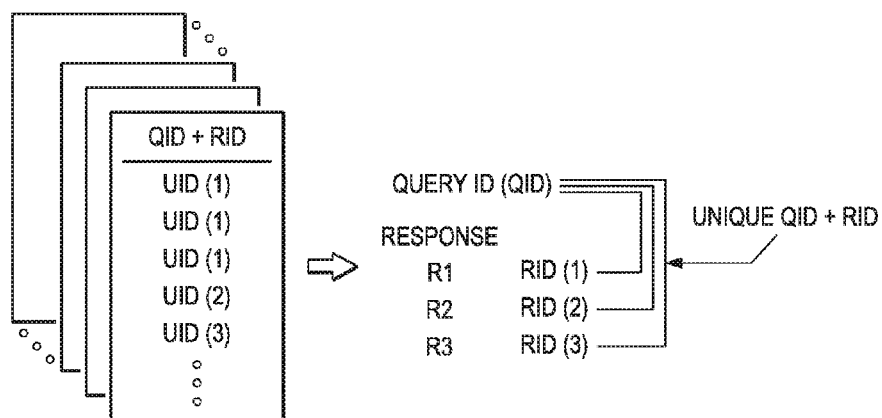 QID + RID
UID (1)
UID (1)
UID (1)
UID (2)
UID (3)
QUERY ID (QID)
UNIQUE QID + RID
RESPONSE
R1 RID (1)
R2 RID (2)
R3 RID (3)